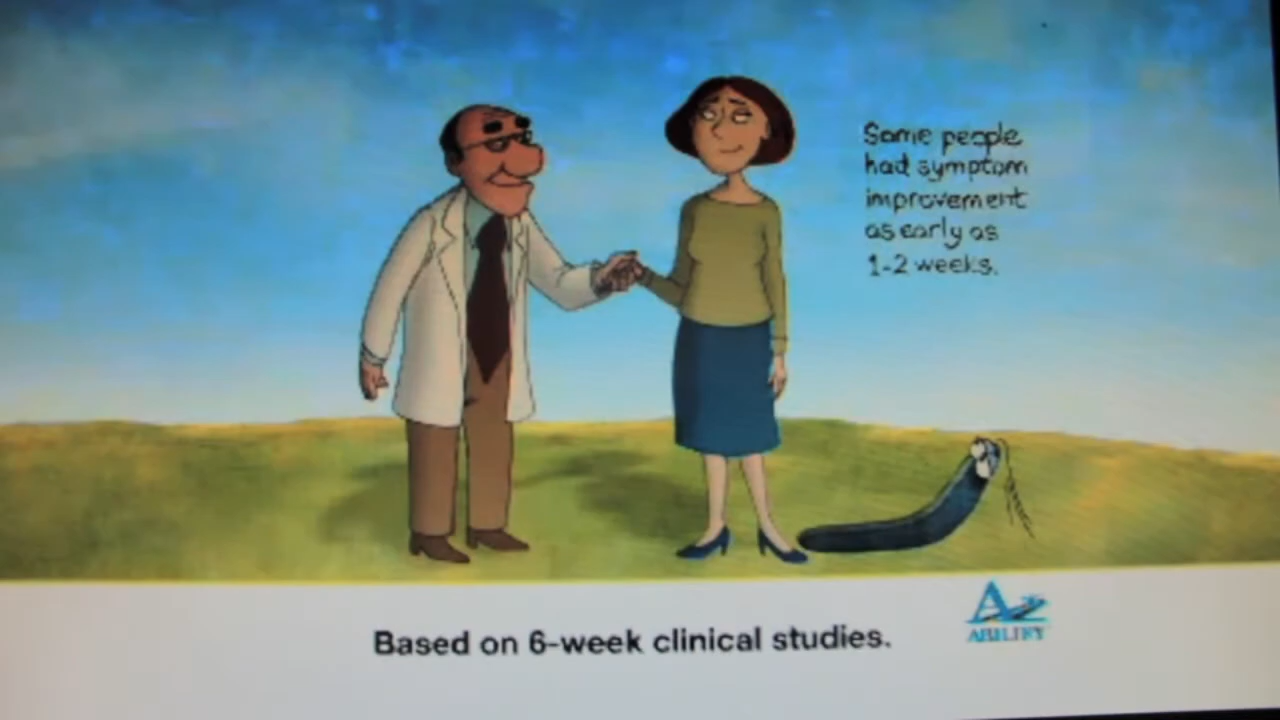 Some people
had symptom
improvement
as early as
1-2 weeks.
Based on 6-week clinical studies.
A
ABILIFY